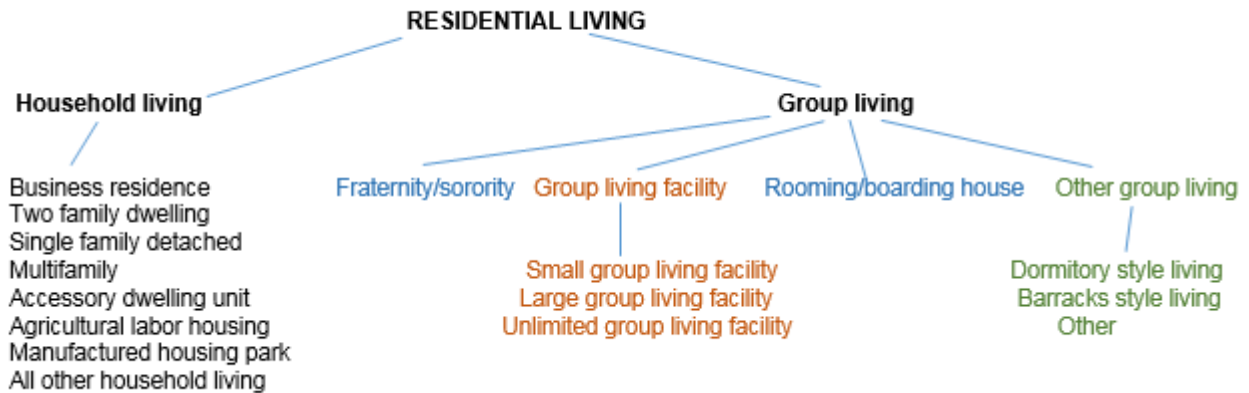 RESIDENTIAL LIVING
Household living
Group living
Business residence
Two family dwelling
Single family detached
Multifamily
Accessory dwelling unit
Agricultural labor housing
Manufactured housing park
All other household living
Fraternity/sorority
Group living facility
Small group living facility
Large group living facility
Unlimited group living facility
Rooming/boarding house
Other group living
Dormitory style living
Barracks style living
Other